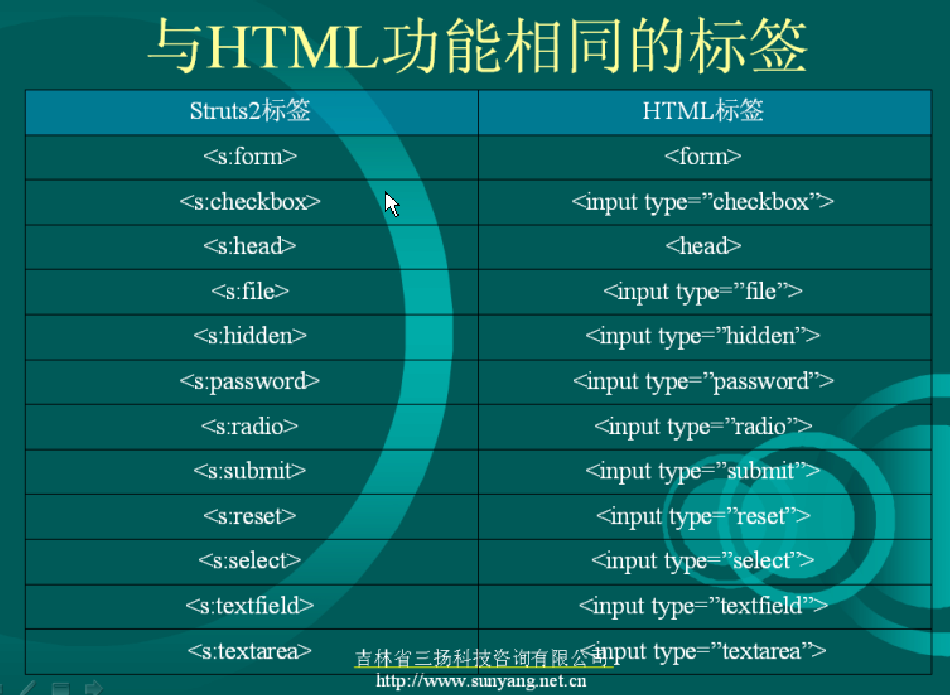 与HTML功能相同的标签
Struts2标签 HTML标签
<s:form> <form>
<s:checkbox> <input type=”checkbox”>
<s:head> <head>
<s:file> <input type=”file”>
<s:hidden> <input type=”hidden”>
<s:password> <input type=”password”>
<s:radio> <input type=”radio”>
<s:submit> <input type=”submit”>
<s:reset> <input type=”reset”>
<s:select> <input type=”select”>
<s:textfield> <input type=”textfield”>
<s:textarea> <input type=”textarea”>
吉林省三扬科技咨询有限公司
http://www.sunyang.net.cn